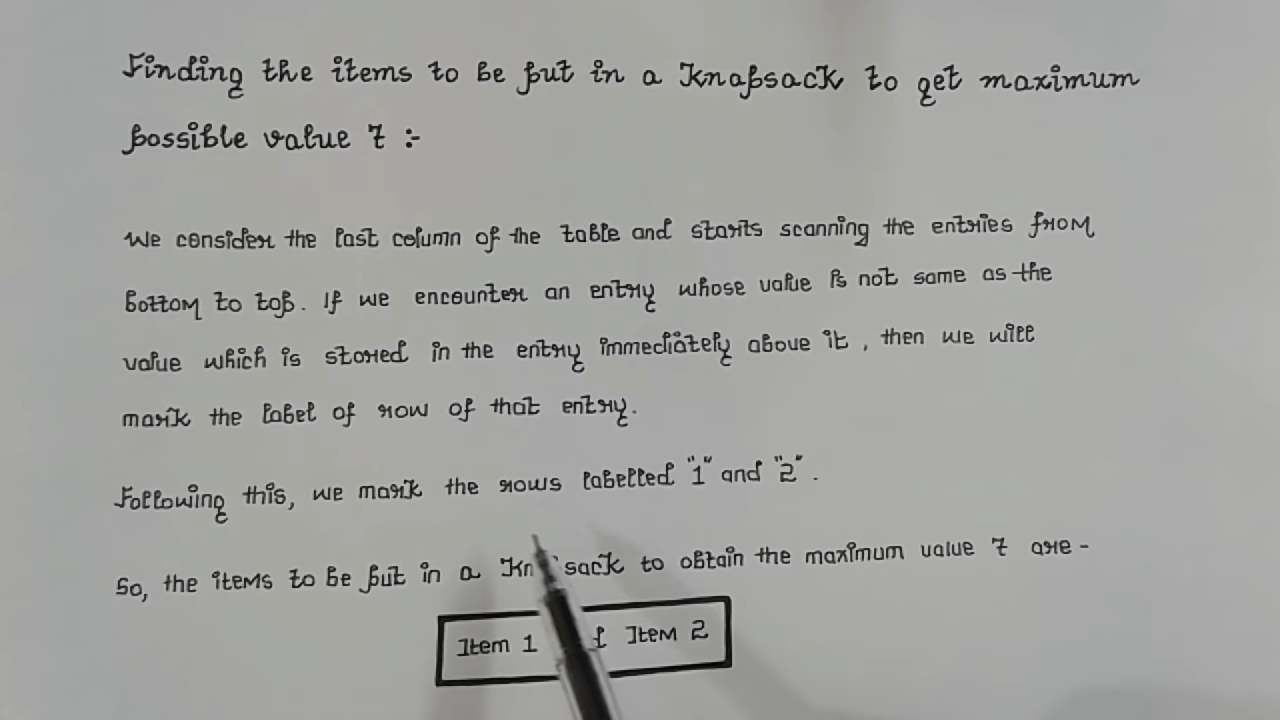 Finding the items to be put in a Knapsack to get maximum
possible value 7 :-
We consider the last column of the table and starts scanning the entries from
bottom to top. If we encounter an entry whose value is not same as the
value which is stored in the entry immediately above it, then we will
mark the label of row of that entry.
Following this, we mark the rows labelled "1" and "2".
So, the items to be put in a Kn sack to obtain the maximum value 7 are -
Item 1 Item 2